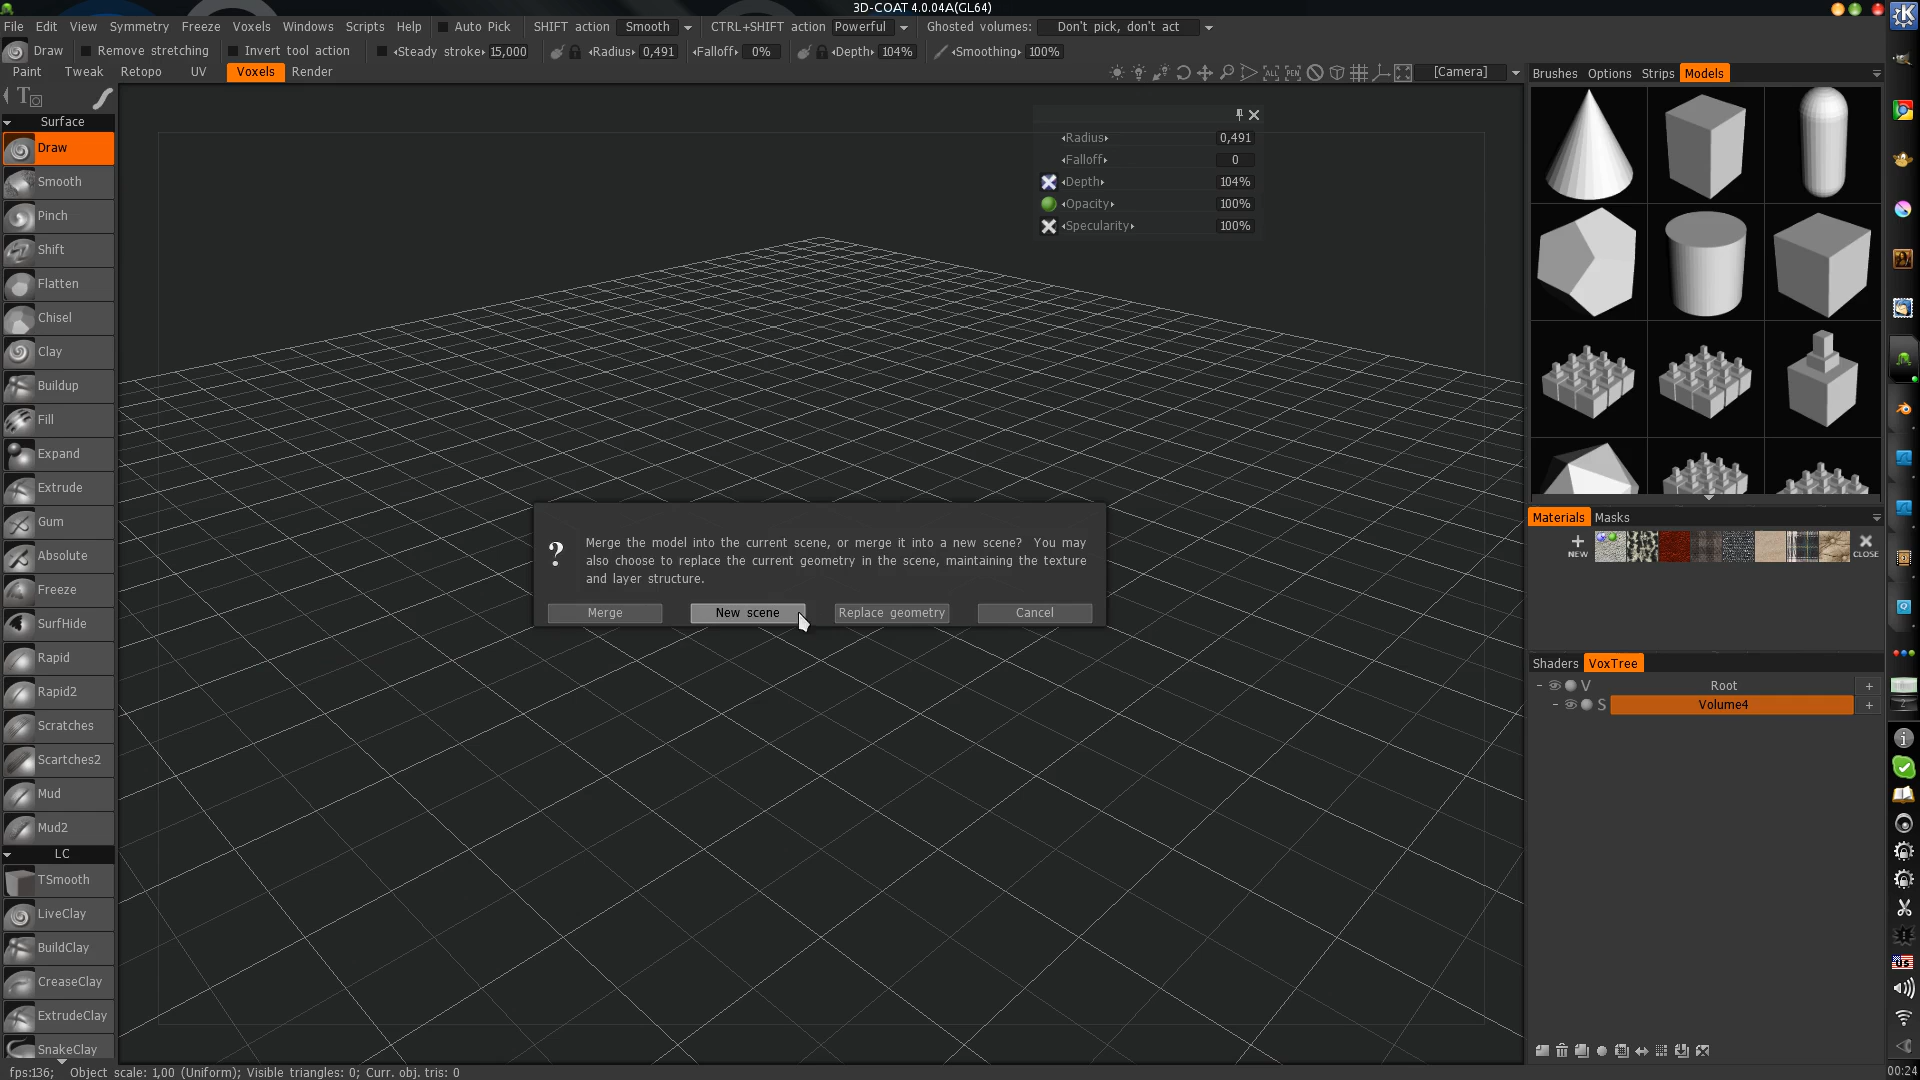 3D-COAT 4.0.04A(GL64)
File Edit View Symmetry Freeze Voxels Windows Scripts Help Auto Pick SHIFT action Smooth CTRL+SHIFT action Powerful Ghosted volumes: Don't pick, don't act
Draw Remove stretching Invert tool action Steady stroke 15,000 Radius 0,491 Falloff 0% Depth 104% Smoothing 100%
Paint Tweak Retopo UV Voxels Render ALL PEN [Camera]
Brushes Options Strips Models
Surface
Draw
Smooth
Pinch
Shift
Flatten
Chisel
Clay
Buildup
Fill
Expand
Extrude
Gum
Absolute
Freeze
SurfHide
Rapid
Rapid2
Scratches
Scartches2
Mud
Mud2
LC
TSmooth
LiveClay
BuildClay
CreaseClay
ExtrudeClay
SnakeClay
Radius 0,491
Falloff 0
Depth 104%
Opacity 100%
Specularity 100%
? Merge the model into the current scene, or merge it into a new scene? You may
also choose to replace the current geometry in the scene, maintaining the texture
and layer structure.
Merge New scene Replace geometry Cancel
Materials Masks
NEW CLOSE
Shaders VoxTree
- V Root +
- S Volume4 +
us
00:24
fps:136; Object scale: 1,00 (Uniform); Visible triangles: 0; Curr. obj. tris: 0